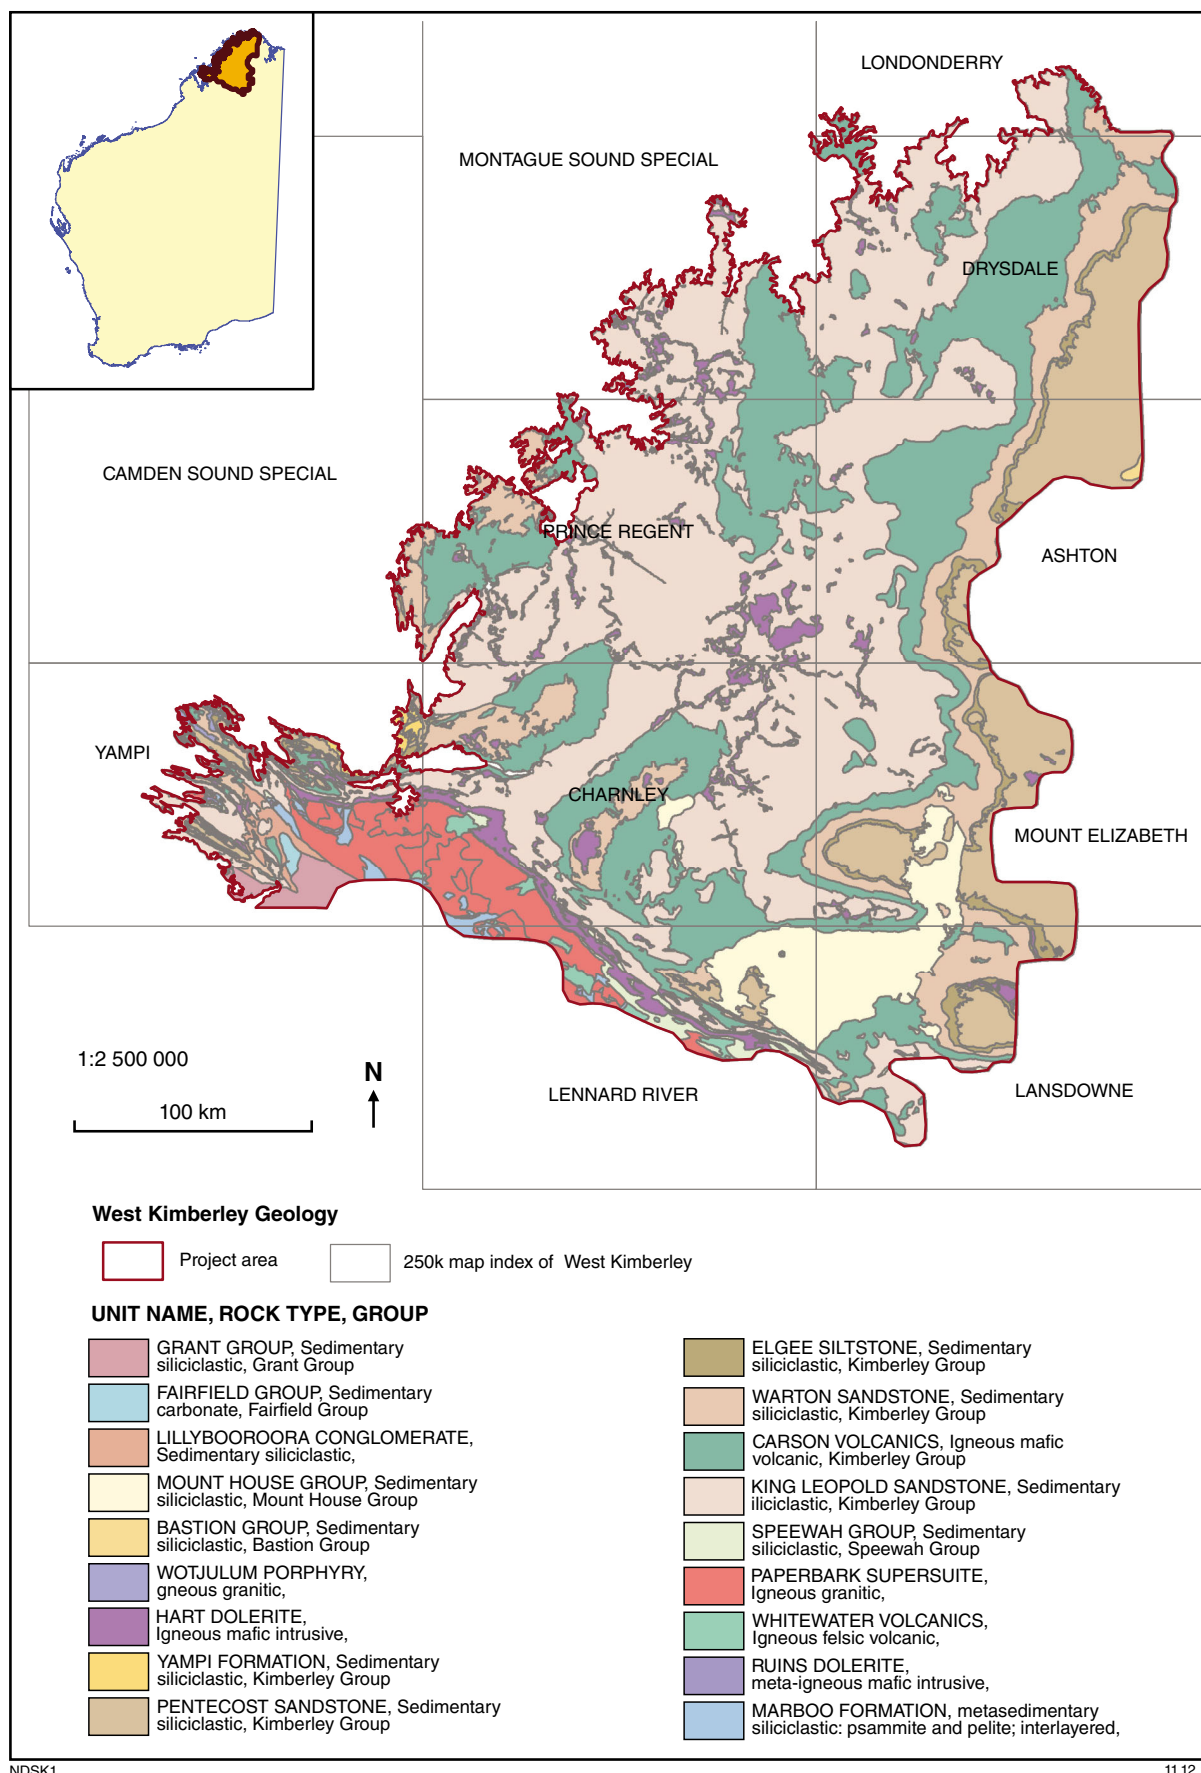 LONDONDERRY
MONTAGUE SOUND SPECIAL
DRYSDALE
CAMDEN SOUND SPECIAL
PRINCE REGENT
ASHTON
YAMPI
CHARNLEY
MOUNT ELIZABETH
1:2 500 000
N
100 km
LENNARD RIVER
LANSDOWNE
West Kimberley Geology
Project area
250k map index of West Kimberley
UNIT NAME, ROCK TYPE, GROUP
GRANT GROUP, Sedimentary
siliciclastic, Grant Group
FAIRFIELD GROUP, Sedimentary
carbonate, Fairfield Group
LILLYBOOROORA CONGLOMERATE,
Sedimentary siliciclastic,
MOUNT HOUSE GROUP, Sedimentary
siliciclastic, Mount House Group
BASTION GROUP, Sedimentary
siliciclastic, Bastion Group
WOTJULUM PORPHYRY,
gneous granitic,
HART DOLERITE,
Igneous mafic intrusive,
YAMPI FORMATION, Sedimentary
siliciclastic, Kimberley Group
PENTECOST SANDSTONE, Sedimentary
siliciclastic, Kimberley Group
ELGEE SILTSTONE, Sedimentary
siliciclastic, Kimberley Group
WARTON SANDSTONE, Sedimentary
siliciclastic, Kimberley Group
CARSON VOLCANICS, Igneous mafic
volcanic, Kimberley Group
KING LEOPOLD SANDSTONE, Sedimentary
iliciclastic, Kimberley Group
SPEEWAH GROUP, Sedimentary
siliciclastic, Speewah Group
PAPERBARK SUPERSUITE,
Igneous granitic,
WHITEWATER VOLCANICS,
Igneous felsic volcanic,
RUINS DOLERITE,
meta-igneous mafic intrusive,
MARBOO FORMATION, metasedimentary
siliciclastic: psammite and pelite; interlayered,
NDSK1
11.12